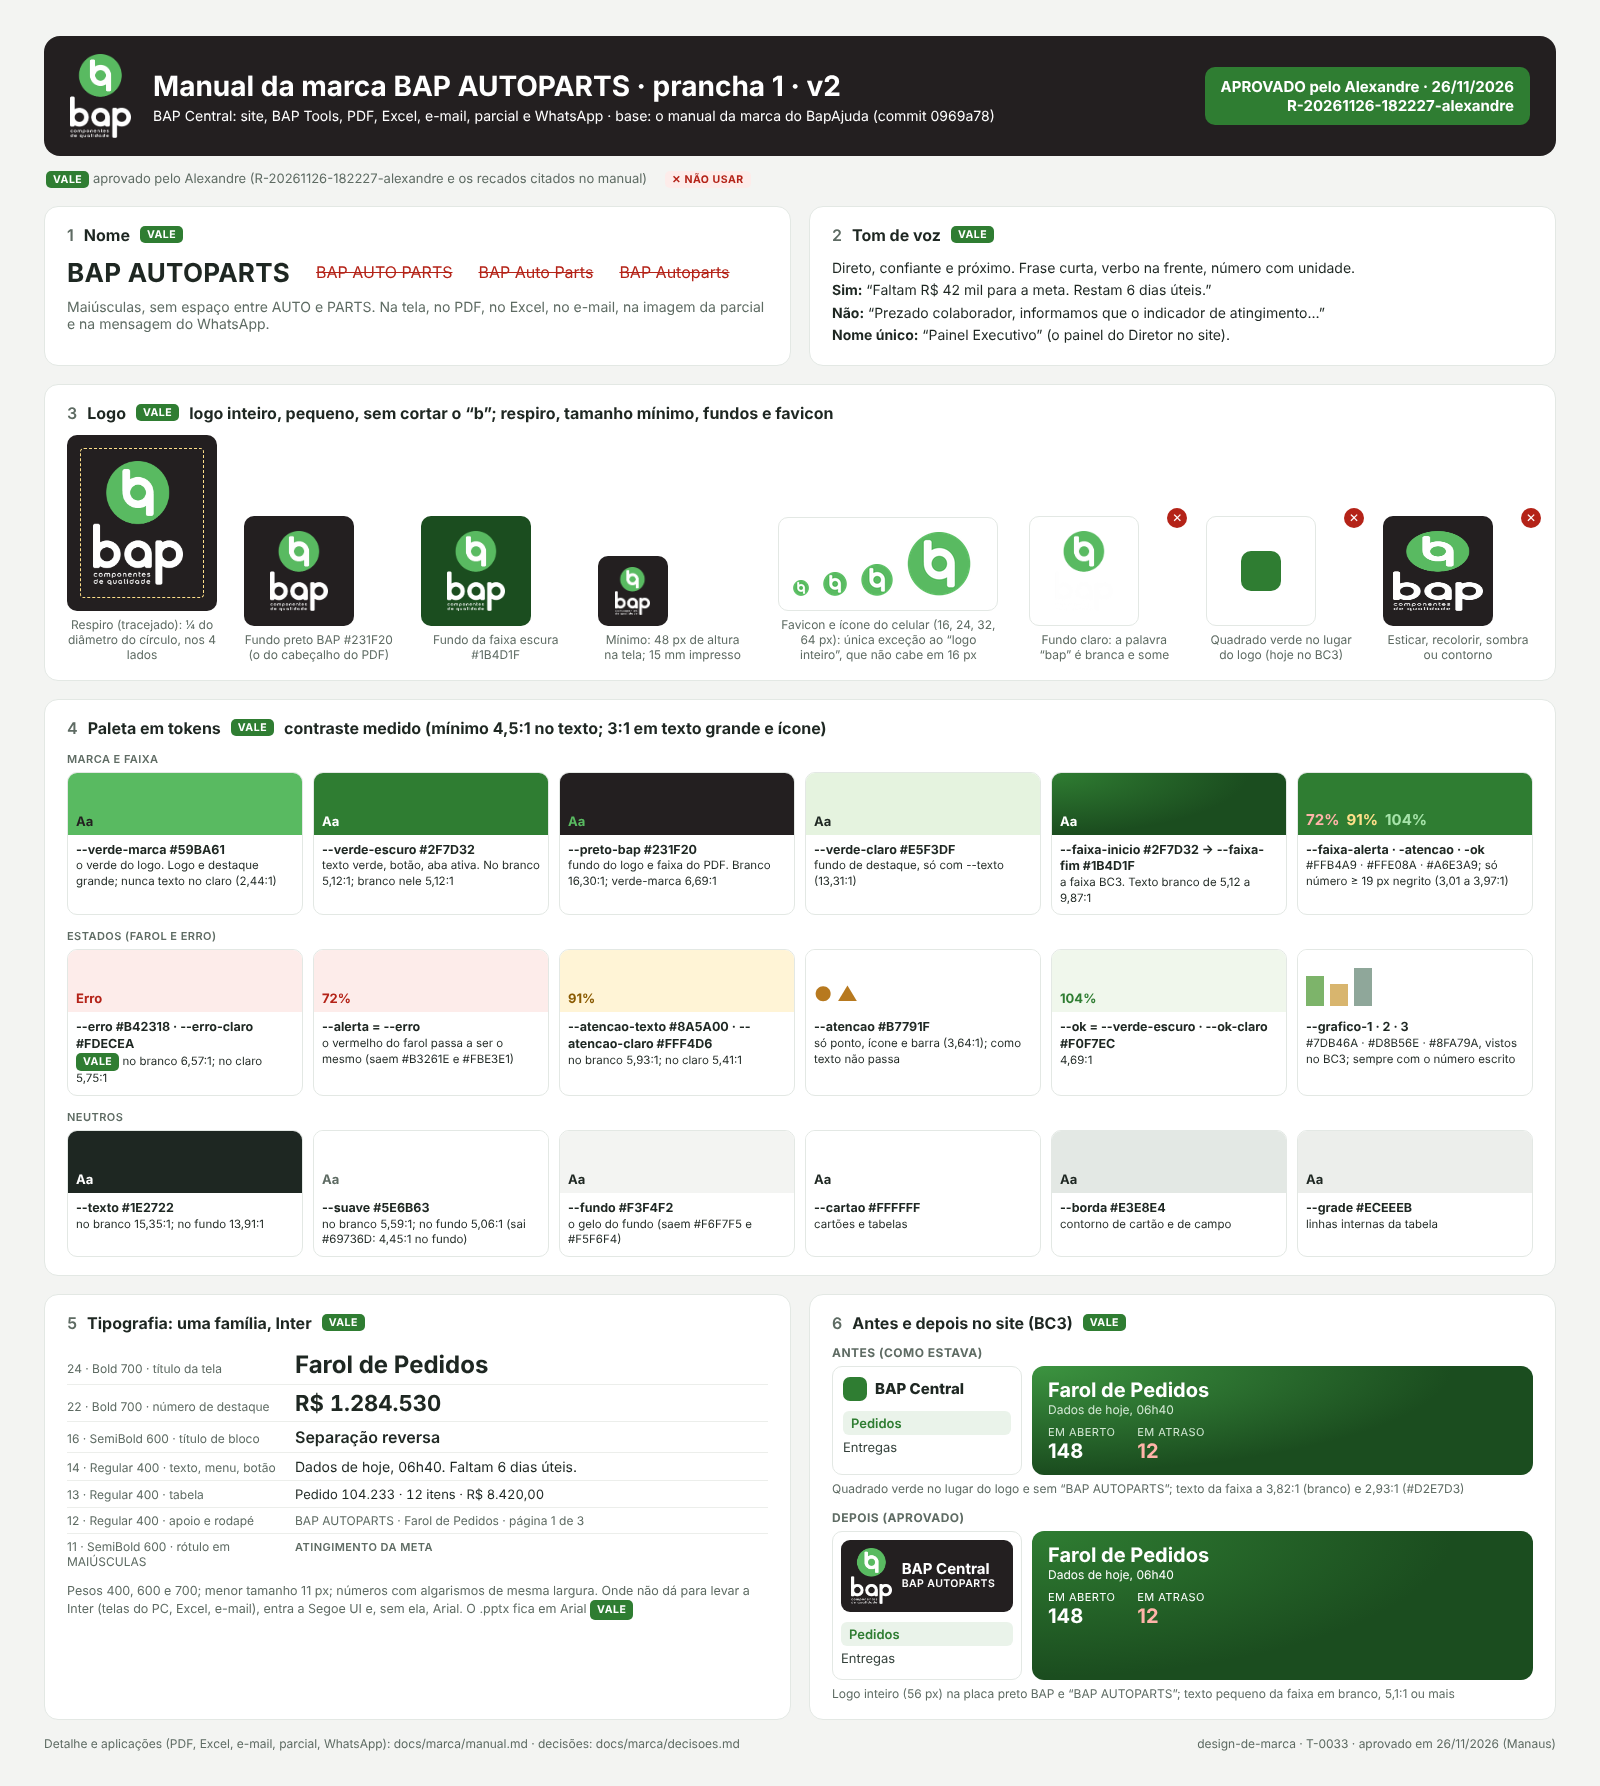 bap
componentes
de qualidade
Manual da marca BAP AUTOPARTS · prancha 1 · v2
BAP Central: site, BAP Tools, PDF, Excel, e-mail, parcial e WhatsApp · base: o manual da marca do BapAjuda (commit 0969a78)
APROVADO pelo Alexandre · 26/11/2026
R-20261126-182227-alexandre
VALE aprovado pelo Alexandre (R-20261126-182227-alexandre e os recados citados no manual) ✕ NÃO USAR
1 Nome VALE
BAP AUTOPARTS BAP AUTO PARTS BAP Auto Parts BAP Autoparts
Maiúsculas, sem espaço entre AUTO e PARTS. Na tela, no PDF, no Excel, no e-mail, na imagem da parcial
e na mensagem do WhatsApp.
2 Tom de voz VALE
Direto, confiante e próximo. Frase curta, verbo na frente, número com unidade.
Sim: “Faltam R$ 42 mil para a meta. Restam 6 dias úteis.”
Não: “Prezado colaborador, informamos que o indicador de atingimento...”
Nome único: “Painel Executivo” (o painel do Diretor no site).
3 Logo VALE logo inteiro, pequeno, sem cortar o “b”; respiro, tamanho mínimo, fundos e favicon
bap
componentes
de qualidade
Respiro (tracejado): ¼ do
diâmetro do círculo, nos 4
lados
bap
componentes
de qualidade
Fundo preto BAP #231F20
(o do cabeçalho do PDF)
bap
componentes
de qualidade
Fundo da faixa escura
#1B4D1F
bap
Mínimo: 48 px de altura
na tela; 15 mm impresso
Favicon e ícone do celular (16, 24, 32,
64 px): única exceção ao “logo
inteiro”, que não cabe em 16 px
✕
Fundo claro: a palavra
“bap” é branca e some
✕
Quadrado verde no lugar
do logo (hoje no BC3)
✕
bap
componentes
de qualidade
Esticar, recolorir, sombra
ou contorno
4 Paleta em tokens VALE contraste medido (mínimo 4,5:1 no texto; 3:1 em texto grande e ícone)
MARCA E FAIXA
Aa
--verde-marca #59BA61
o verde do logo. Logo e destaque
grande; nunca texto no claro (2,44:1)
Aa
--verde-escuro #2F7D32
texto verde, botão, aba ativa. No branco
5,12:1; branco nele 5,12:1
Aa
--preto-bap #231F20
fundo do logo e faixa do PDF. Branco
16,30:1; verde-marca 6,69:1
Aa
--verde-claro #E5F3DF
fundo de destaque, só com --texto
(13,31:1)
Aa
--faixa-inicio #2F7D32 → --faixa-
fim #1B4D1F
a faixa BC3. Texto branco de 5,12 a
9,87:1
72% 91% 104%
--faixa-alerta · -atencao · -ok
#FFB4A9 · #FFE08A · #A6E3A9; só
número ≥ 19 px negrito (3,01 a 3,97:1)
ESTADOS (FAROL E ERRO)
Erro
--erro #B42318 · --erro-claro
#FDECEA
VALE no branco 6,57:1; no claro
5,75:1
72%
--alerta = --erro
o vermelho do farol passa a ser o
mesmo (saem #B3261E e #FBE3E1)
91%
--atencao-texto #8A5A00 · --
atencao-claro #FFF4D6
no branco 5,93:1; no claro 5,41:1
--atencao #B7791F
só ponto, ícone e barra (3,64:1); como
texto não passa
104%
--ok = --verde-escuro · --ok-claro
#F0F7EC
4,69:1
--grafico-1 · 2 · 3
#7DB46A · #D8B56E · #8FA79A, vistos
no BC3; sempre com o número escrito
NEUTROS
Aa
--texto #1E2722
no branco 15,35:1; no fundo 13,91:1
Aa
--suave #5E6B63
no branco 5,59:1; no fundo 5,06:1 (sai
#69736D: 4,45:1 no fundo)
Aa
--fundo #F3F4F2
o gelo do fundo (saem #F6F7F5 e
#F5F6F4)
Aa
--cartao #FFFFFF
cartões e tabelas
Aa
--borda #E3E8E4
contorno de cartão e de campo
Aa
--grade #ECEEEB
linhas internas da tabela
5 Tipografia: uma família, Inter VALE
24 · Bold 700 · título da tela Farol de Pedidos
22 · Bold 700 · número de destaque R$ 1.284.530
16 · SemiBold 600 · título de bloco Separação reversa
14 · Regular 400 · texto, menu, botão Dados de hoje, 06h40. Faltam 6 dias úteis.
13 · Regular 400 · tabela Pedido 104.233 · 12 itens · R$ 8.420,00
12 · Regular 400 · apoio e rodapé BAP AUTOPARTS · Farol de Pedidos · página 1 de 3
11 · SemiBold 600 · rótulo em ATINGIMENTO DA META
MAIÚSCULAS
Pesos 400, 600 e 700; menor tamanho 11 px; números com algarismos de mesma largura. Onde não dá para levar a
Inter (telas do PC, Excel, e-mail), entra a Segoe UI e, sem ela, Arial. O .pptx fica em Arial VALE
6 Antes e depois no site (BC3) VALE
ANTES (COMO ESTAVA)
BAP Central
Pedidos
Entregas
Farol de Pedidos
Dados de hoje, 06h40
EM ABERTO EM ATRASO
148 12
Quadrado verde no lugar do logo e sem “BAP AUTOPARTS”; texto da faixa a 3,82:1 (branco) e 2,93:1 (#D2E7D3)
DEPOIS (APROVADO)
bap
BAP Central
BAP AUTOPARTS
Pedidos
Entregas
Farol de Pedidos
Dados de hoje, 06h40
EM ABERTO EM ATRASO
148 12
Logo inteiro (56 px) na placa preto BAP e “BAP AUTOPARTS”; texto pequeno da faixa em branco, 5,1:1 ou mais
Detalhe e aplicações (PDF, Excel, e-mail, parcial, WhatsApp): docs/marca/manual.md · decisões: docs/marca/decisoes.md
design-de-marca · T-0033 · aprovado em 26/11/2026 (Manaus)